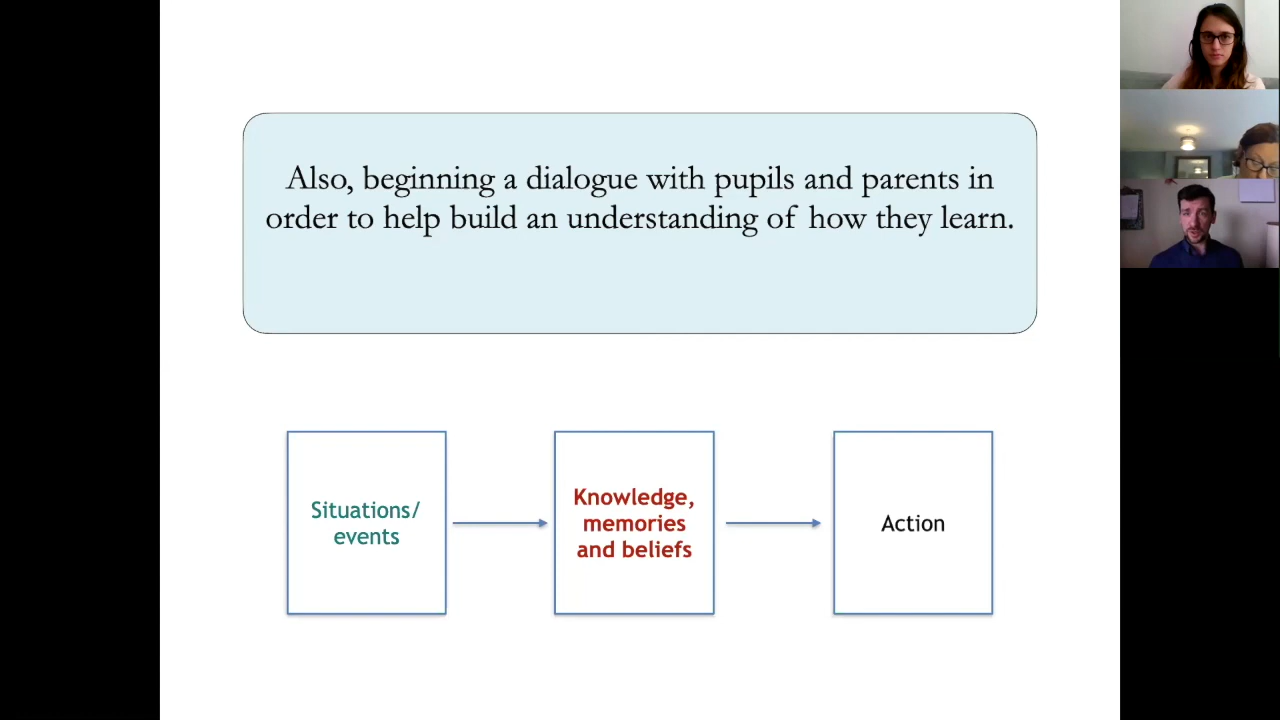 Also, beginning a dialogue with pupils and parents in
order to help build an understanding of how they learn.
Situations/
events
Knowledge,
memories
and beliefs
Action